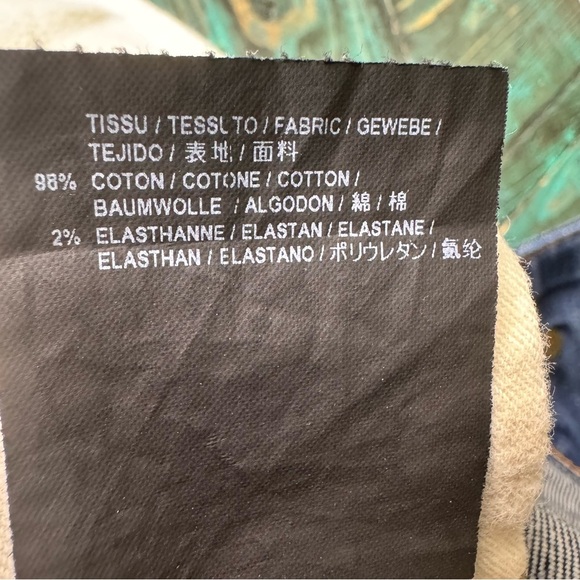 TISSU / TESSUTO / FABRIC / GEWEBE /
TEJIDO / 表地 / 面料
98% COTON / COTONE / COTTON /
BAUMWOLLE / ALGODON / 綿 / 棉
2% ELASTHANNE / ELASTAN / ELASTANE /
ELASTHAN / ELASTANO / ポリウレタン / 氨纶